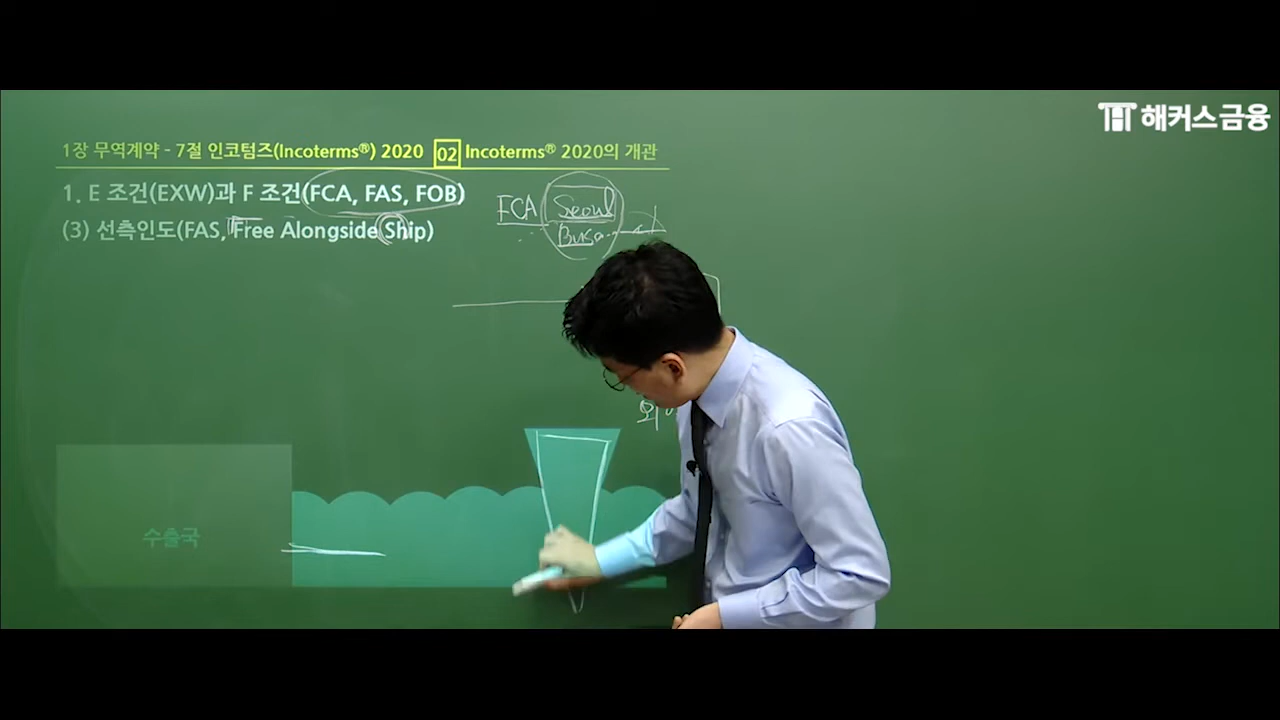 해커스금융
1장 무역계약 - 7절 인코텀즈(Incoterms®) 2020 02 Incoterms® 2020의 개관
1. E 조건(EXW)과 F 조건(FCA, FAS, FOB)
(3) 선측인도(FAS, Free Alongside Ship)
FCA Seoul
수출국